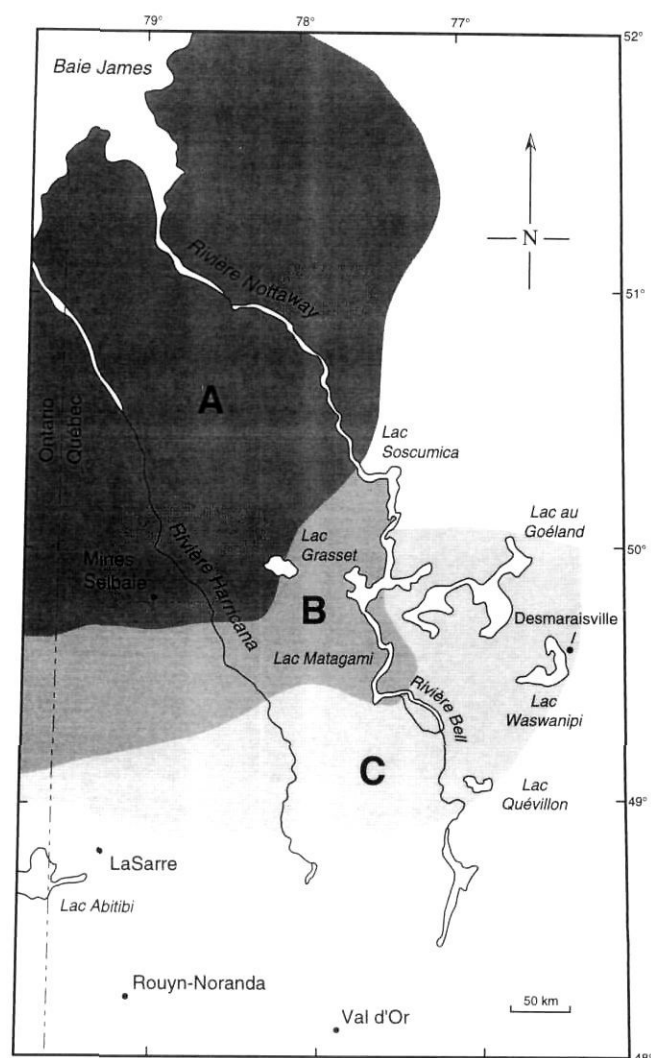 79°
78°
77°
52°
Baie James
N
Rivière Nottaway
51°
A
Ontario
Québec
Lac
Soscumica
Lac au
Goéland
Lac
Grasset
50°
Mines
Selbaie
Rivière Harricana
B
Desmaraisville
Lac Matagami
Rivière Bell
Lac
Waswanipi
C
Lac
Quévillon
49°
LaSarre
Lac Abitibi
Rouyn-Noranda
50 km
Val d'Or
48°